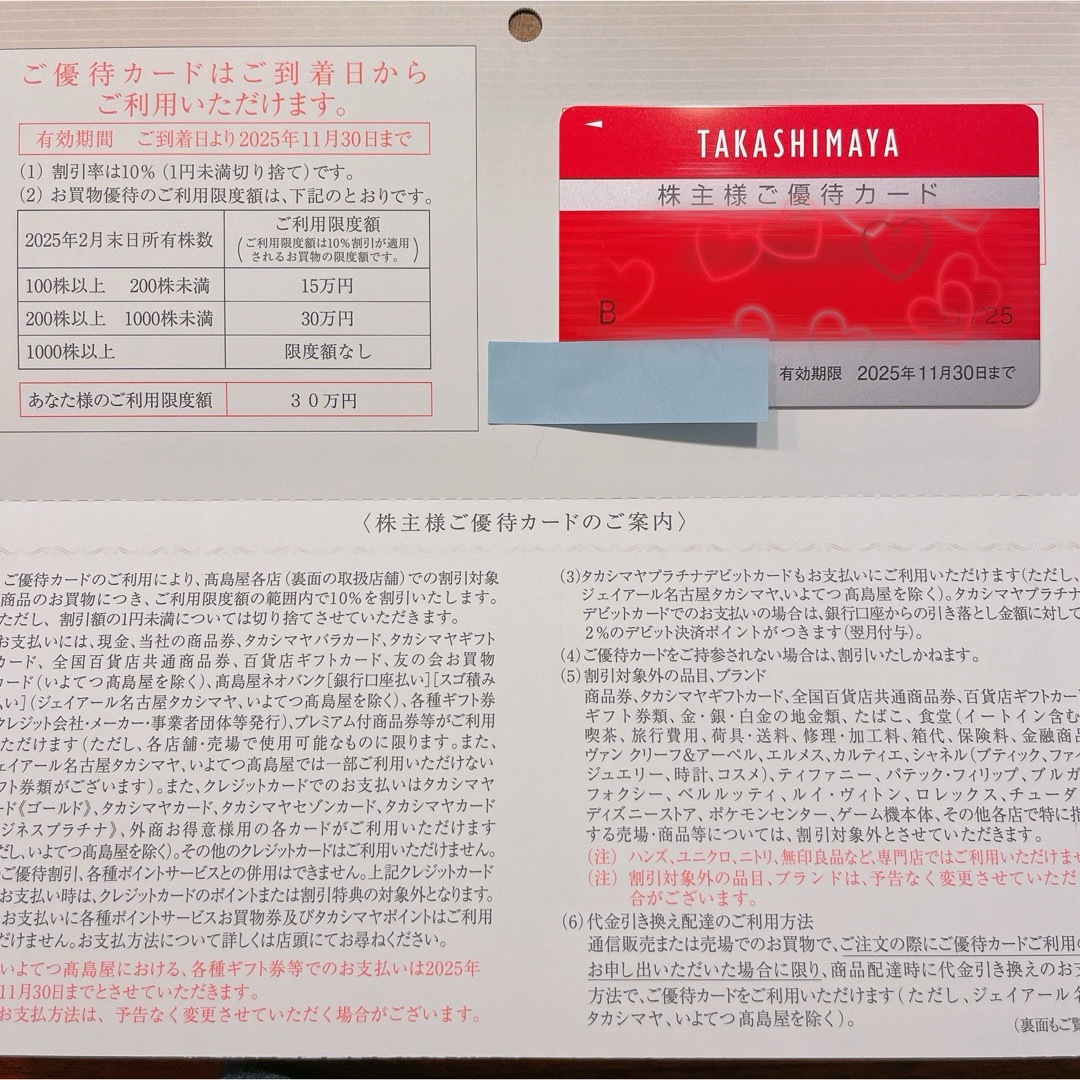 ご優待カードはご到着日から
ご利用いただけます。
有効期間 ご到着日より2025年11月30日まで
(1) 割引率は10％（1円未満切り捨て）です。
(2) お買物優待のご利用限度額は、下記のとおりです。
2025年2月末日所有株数
ご利用限度額
（ご利用限度額は10％割引が適用
されるお買物の限度額です。）
100株以上 200株未満 15万円
200株以上 1000株未満 30万円
1000株以上 限度額なし
あなた様のご利用限度額 ３０万円
TAKASHIMAYA
株主様ご優待カード
B
25
有効期限 2025年11月30日まで
〈株主様ご優待カードのご案内〉
ご優待カードのご利用により、髙島屋各店（裏面の取扱店舗）での割引対象
商品のお買物につき、ご利用限度額の範囲内で10％を割引いたします。
ただし、割引額の1円未満については切り捨てさせていただきます。
お支払いには、現金、当社の商品券、タカシマヤバラカード、タカシマヤギフト
カード、全国百貨店共通商品券、百貨店ギフトカード、友の会お買物
カード（いよてつ髙島屋を除く）、髙島屋ネオバンク［銀行口座払い］［スゴ積み
払い］（ジェイアール名古屋タカシマヤ、いよてつ髙島屋を除く）、各種ギフト券
クレジット会社・メーカー・事業者団体等発行）、プレミアム付商品券等がご利用
ただけます（ただし、各店舗・売場で使用可能なものに限ります。また、
ェイアール名古屋タカシマヤ、いよてつ髙島屋では一部ご利用いただけない
フト券類がございます）。また、クレジットカードでのお支払いはタカシマヤ
ード《ゴールド》、タカシマヤカード、タカシマヤセゾンカード、タカシマヤカード
ビジネスプラチナ》、外商お得意様用の各カードがご利用いただけます
だし、いよてつ髙島屋を除く）。その他のクレジットカードはご利用いただけません。
のご優待割引、各種ポイントサービスとの併用はできません。上記クレジットカード
お支払い時は、クレジットカードのポイントまたは割引特典の対象外となります。
お支払いに各種ポイントサービスお買物券及びタカシマヤポイントはご利用
だけません。お支払方法について詳しくは店頭にてお尋ねください。
いよてつ髙島屋における、各種ギフト券等でのお支払いは2025年
11月30日までとさせていただきます。
お支払方法は、予告なく変更させていただく場合がございます。
(3)タカシマヤプラチナデビットカードもお支払いにご利用いただけます（ただし、
ジェイアール名古屋タカシマヤ、いよてつ髙島屋を除く）。タカシマヤプラチナ
デビットカードでのお支払いの場合は、銀行口座からの引き落とし金額に対して
2％のデビット決済ポイントがつきます（翌月付与）。
(4)ご優待カードをご持参されない場合は、割引いたしかねます。
(5)割引対象外の品目、ブランド
商品券、タカシマヤギフトカード、全国百貨店共通商品券、百貨店ギフトカード
ギフト券類、金・銀・白金の地金類、たばこ、食堂（イートイン含む
喫茶、旅行費用、荷具・送料、修理・加工料、箱代、保険料、金融商品
ヴァン クリーフ＆アーペル、エルメス、カルティエ、シャネル（ブティック、ファイ
ジュエリー、時計、コスメ）、ティファニー、パテック・フィリップ、ブルガ
フォクシー、ベルルッティ、ルイ・ヴィトン、ロレックス、チューダ
ディズニーストア、ポケモンセンター、ゲーム機本体、その他各店で特に指
する売場・商品等については、割引対象外とさせていただきます。
（注） ハンズ、ユニクロ、ニトリ、無印良品など、専門店ではご利用いただけませ
（注） 割引対象外の品目、ブランドは、予告なく変更させていただ
合がございます。
(6)代金引き換え配達のご利用方法
通信販売または売場でのお買物で、ご注文の際にご優待カードご利用の
お申し出いただいた場合に限り、商品配達時に代金引き換えのお支
方法で、ご優待カードをご利用いただけます（ただし、ジェイアール名
タカシマヤ、いよてつ髙島屋を除く）。
（裏面もご覧